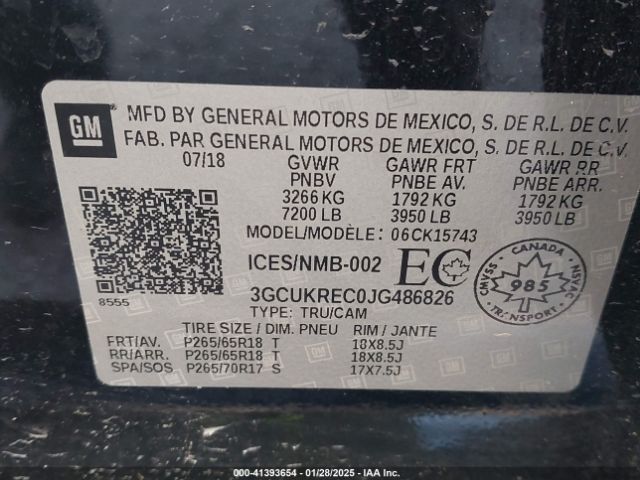 GM
MFD BY GENERAL MOTORS DE MEXICO, S. DE R.L. DE C.V.
FAB. PAR GENERAL MOTORS DE MEXICO, S. DE R.L. DE C.V.
07/18 GVWR GAWR FRT GAWR RR
PNBV PNBE AV. PNBE ARR.
3266 KG 1792 KG 1792 KG
7200 LB 3950 LB 3950 LB
MODEL/MODÈLE: 06CK15743
ICES/NMB-002 EC
CANADA
CMVSS 985 NSVAC
TRANSPORT
3GCUKREC0JG486826
8555
TYPE: TRU/CAM
TIRE SIZE / DIM. PNEU RIM / JANTE
FRT/AV. P265/65R18 T 18X8.5J
RR/ARR. P265/65R18 T 18X8.5J
SPA/SOS P265/70R17 S 17X7.5J
000-41393654 | 01/28/2025 | IAA Inc.